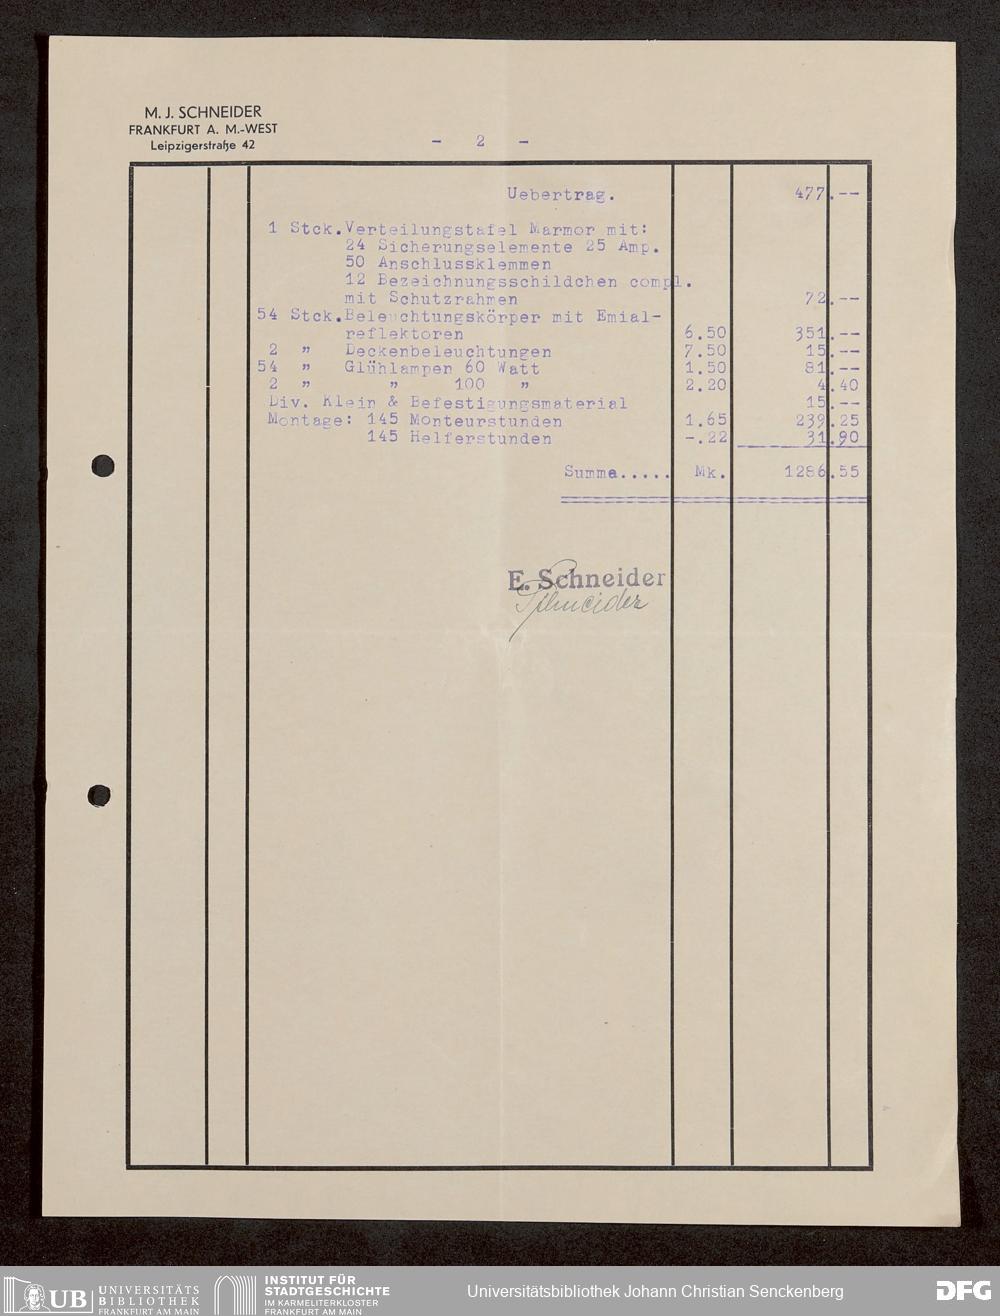 M. J. SCHNEIDER
FRANKFURT A. M.-WEST
Leipzigerstraße 42
- 2 -
Uebertrag. 477.--
1 Stck.Verteilungstafel Marmor mit:
24 Sicherungselemente 25 Amp.
50 Anschlussklemmen
12 Bezeichnungsschildchen compl.
mit Schutzrahmen 72.--
54 Stck.Beleuchtungskörper mit Emial-
reflektoren 6.50 351.--
2 " Deckenbeleuchtungen 7.50 15.--
54 " Glühlampen 60 Watt 1.50 81.--
2 " " 100 " 2.20 4.40
Div. Klein & Befestigungsmaterial 15.--
Montage: 145 Monteurstunden 1.65 239.25
145 Helferstunden -.22 31.90
Summa..... Mk. 1286.55
E. Schneider
Schneider
UB UNIVERSITÄTS
BIBLIOTHEK
FRANKFURT AM MAIN
INSTITUT FÜR
STADTGESCHICHTE
IM KARMELITERKLOSTER
FRANKFURT AM MAIN
Universitätsbibliothek Johann Christian Senckenberg
DFG